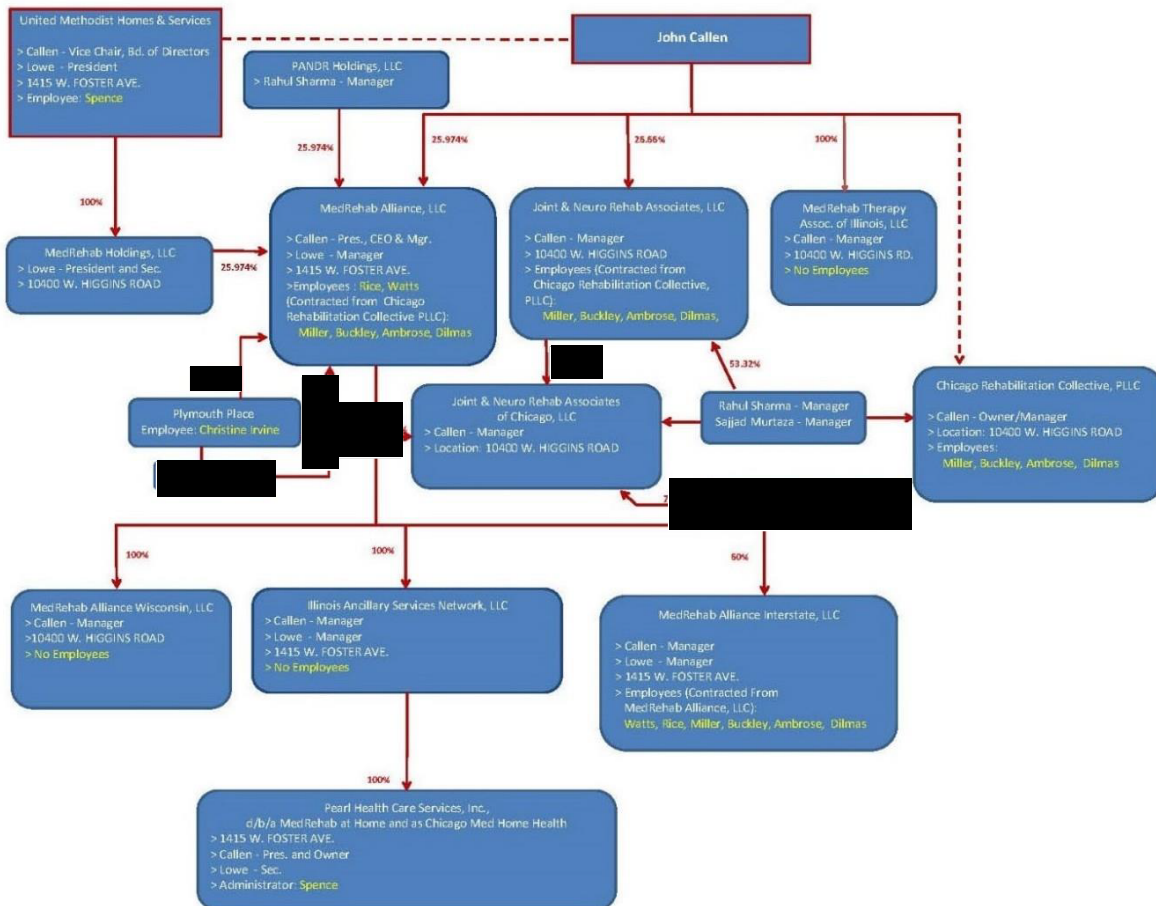 United Methodist Homes & Services
> Callen - Vice Chair, Bd. of Directors
> Lowe - President
> 1415 W. FOSTER AVE.
> Employee: Spence
John Callen
PANDR Holdings, LLC
> Rahul Sharma - Manager
25.974%
25.974%
26.66%
100%
100%
MedRehab Holdings, LLC
> Lowe - President and Sec.
> 10400 W. HIGGINS ROAD
25.974%
MedRehab Alliance, LLC
> Callen - Pres., CEO & Mgr.
> Lowe - Manager
> 1415 W. FOSTER AVE.
>Employees : Rice, Watts
(Contracted from Chicago
Rehabilitation Collective PLLC):
Miller, Buckley, Ambrose, Dilmas
Joint & Neuro Rehab Associates, LLC
> Callen - Manager
> 10400 W. HIGGINS ROAD
> Employees (Contracted from
Chicago Rehabilitation Collective,
PLLC):
Miller, Buckley, Ambrose, Dilmas,
MedRehab Therapy
Assoc. of Illinois, LLC
> Callen - Manager
> 10400 W. HIGGINS RD.
> No Employees
Plymouth Place
Employee: Christine Irvine
Joint & Neuro Rehab Associates
of Chicago, LLC
> Callen - Manager
> Location: 10400 W. HIGGINS ROAD
53.32%
Rahul Sharma - Manager
Sajjad Murtaza - Manager
Chicago Rehabilitation Collective, PLLC
> Callen - Owner/Manager
> Location: 10400 W. HIGGINS ROAD
> Employees:
Miller, Buckley, Ambrose, Dilmas
100%
100%
60%
MedRehab Alliance Wisconsin, LLC
> Callen - Manager
>10400 W. HIGGINS ROAD
> No Employees
Illinois Ancillary Services Network, LLC
> Callen - Manager
> Lowe - Manager
> 1415 W. FOSTER AVE.
> No Employees
MedRehab Alliance Interstate, LLC
> Callen - Manager
> Lowe - Manager
> 1415 W. FOSTER AVE.
> Employees (Contracted From
MedRehab Alliance, LLC):
Watts, Rice, Miller, Buckley, Ambrose, Dilmas
100%
Pearl Health Care Services, Inc.,
d/b/a MedRehab at Home and as Chicago Med Home Health
> 1415 W. FOSTER AVE.
> Callen - Pres. and Owner
> Lowe - Sec.
> Administrator: Spence